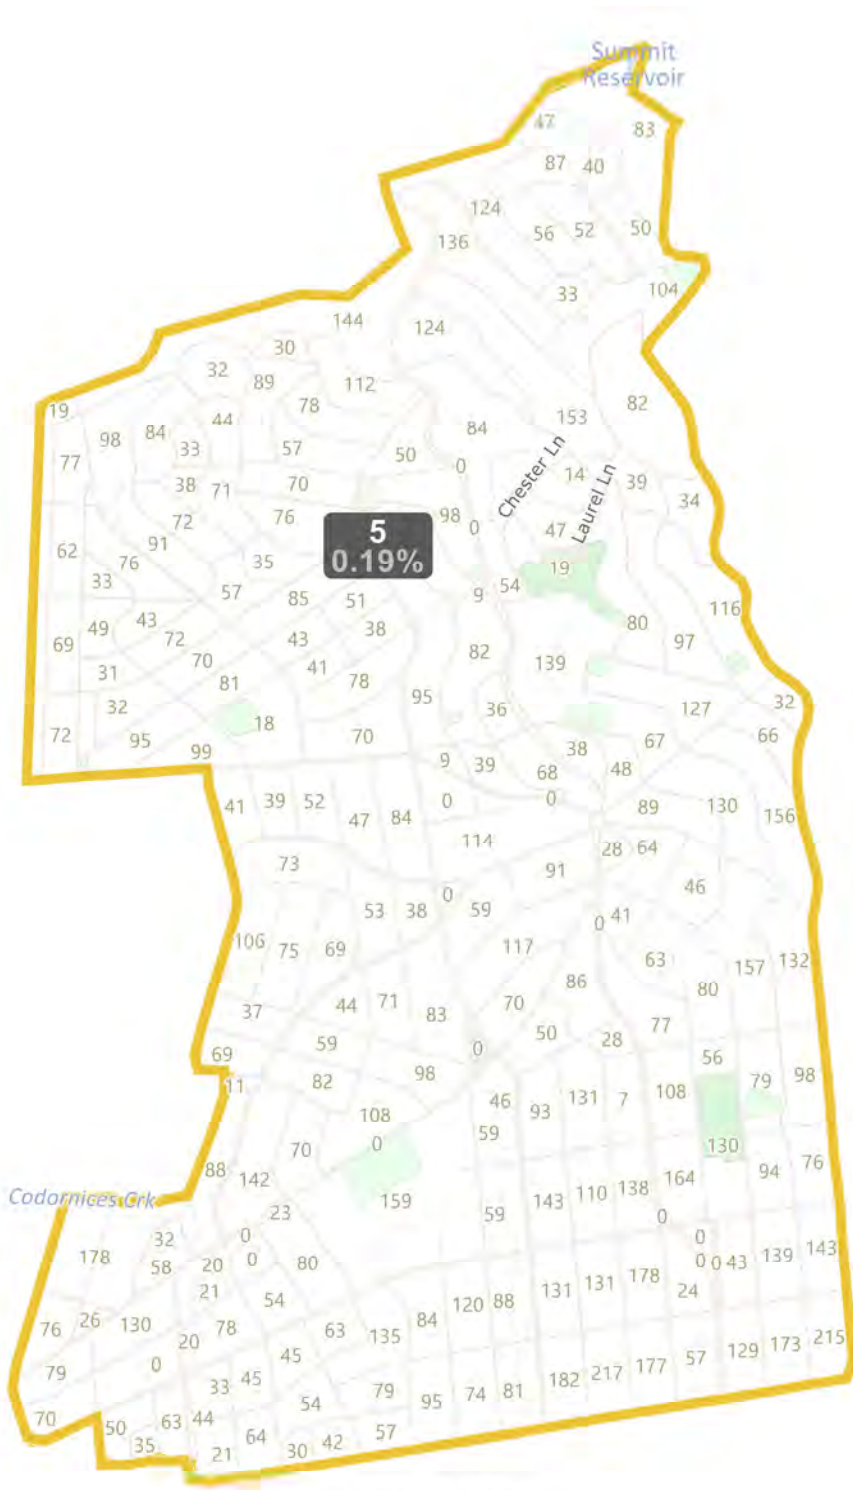 Summit
Reservoir
47
83
87 40
124
56 52 50
136
33 104
144 124
30
32
89 112
78 82
19 44 153
98 84 84
77 33 57 50
0
Chester Ln
14
38 71 70 39
Laurel Ln
34
72 76 98 0
47
5
0.19%
62 91
76 35 19
33 57 54
85 51 9
116
49 43 38 80
69 72 43 97
70 82 139
31 41
81 78
95 32
32 36 127
18
72 95 70 67 66
99 38
9 39 68 48
41 39 52 0 0
47 84 89 130 156
114
28 64
73 91
0 46
53 38 59
0 41
106 75 69 117
63 157 132
86 80
37 44 71 83 70
50 77
59 28
69 0 56
11 82 98 79 98
46 93 131 7 108
108
0 59
70 130
88 142 94 76
164
Codornices Crk
159 143 110 138
23 59 0
32 0 0
178 58 20 0 80 0 0 43 139 143
21 131 131 178 24
54 120 88
76 26 130 78 63 84
20 135
0 45 129 173 215
79 33 45 182 217 177 57
79 95 74 81
54
70 50 63 44
64 57
35 21 30 42